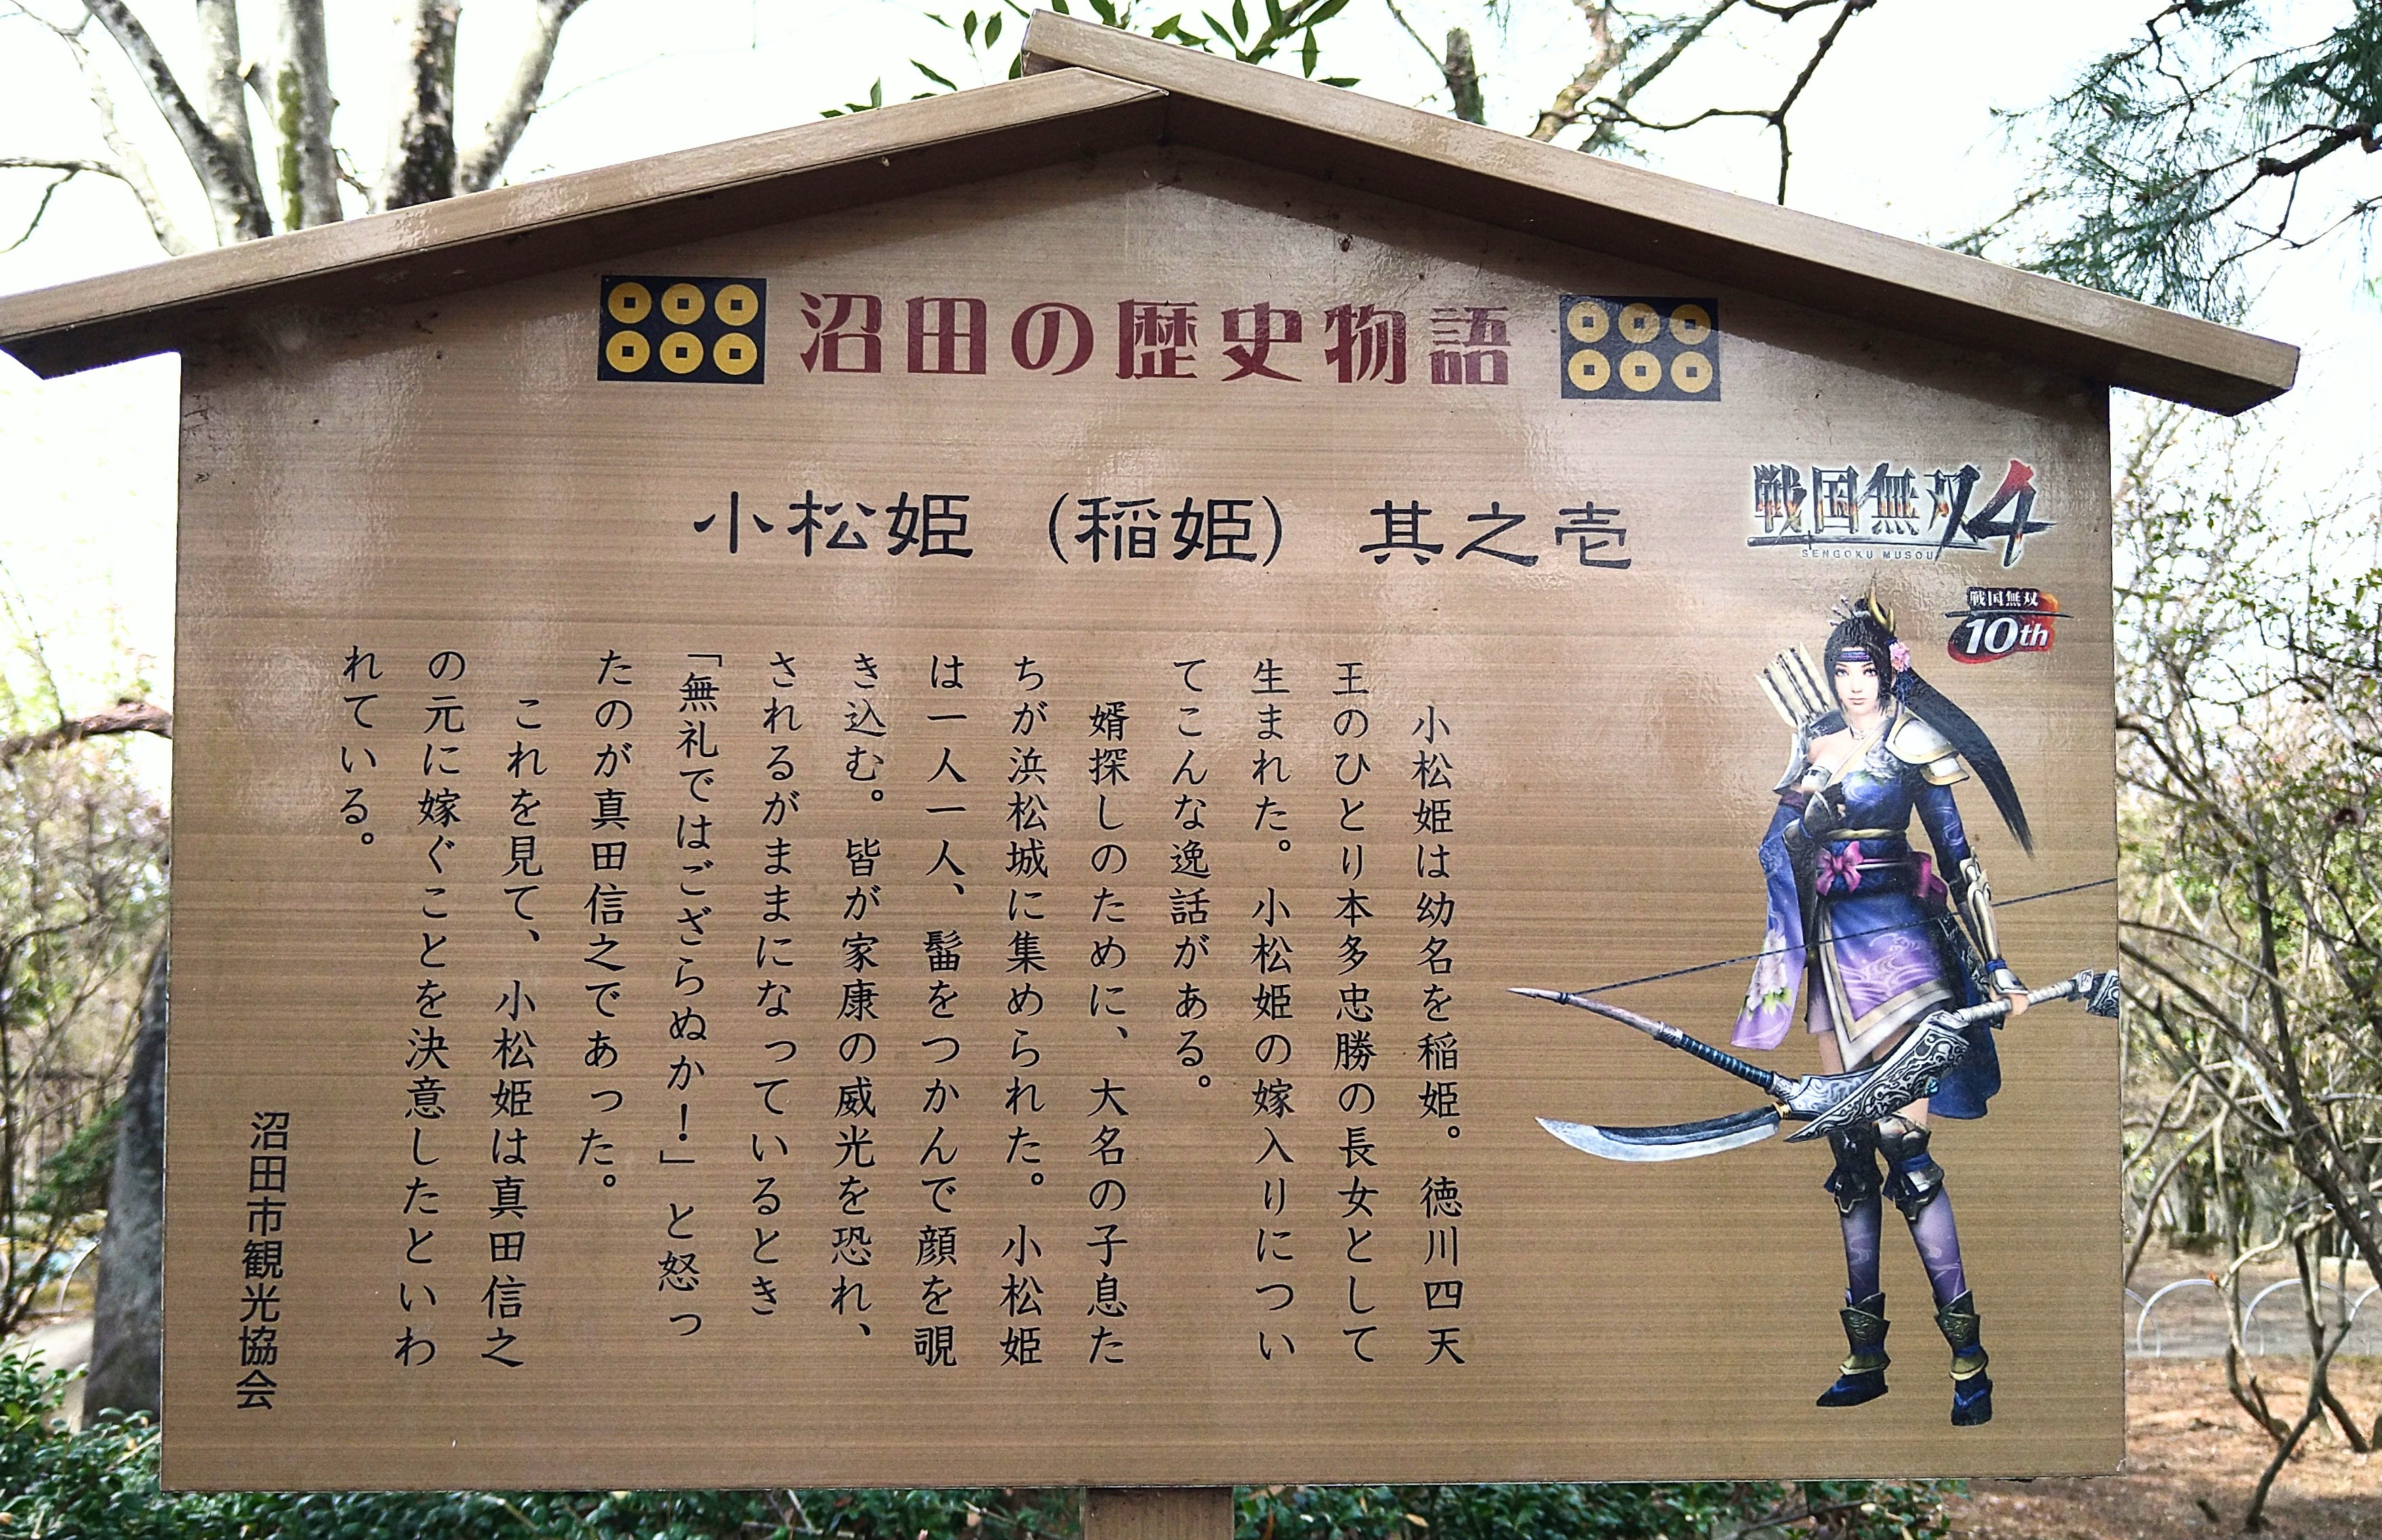 沼田の歴史物語
小松姫（稲姫）其之壱
戦国無双4
SENGOKU MUSOU
戦国無双
10th
小松姫は幼名を稲姫。徳川四天
王のひとり本多忠勝の長女として
生まれた。小松姫の嫁入りについ
てこんな逸話がある。
婿探しのために、大名の子息た
ちが浜松城に集められた。小松姫
は一人一人、髷をつかんで顔を覗
き込む。皆が家康の威光を恐れ、
されるがままになっているとき
「無礼ではござらぬか！」と怒っ
たのが真田信之であった。
これを見て、小松姫は真田信之
の元に嫁ぐことを決意したといわ
れている。
沼田市観光協会